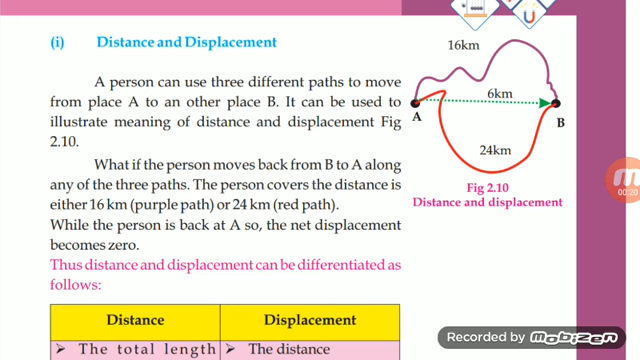 (i) Distance and Displacement
A person can use three different paths to move
from place A to an other place B. It can be used to
illustrate meaning of distance and displacement Fig
2.10.
What if the person moves back from B to A along
any of the three paths. The person covers the distance is
either 16 km (purple path) or 24 km (red path).
While the person is back at A so, the net displacement
becomes zero.
Thus distance and displacement can be differentiated as
follows:
Distance Displacement
➢ The total length ➢ The distance
16km
6km
A
B
24km
Fig 2.10
Distance and displacement
00:20
Recorded by Mobizen